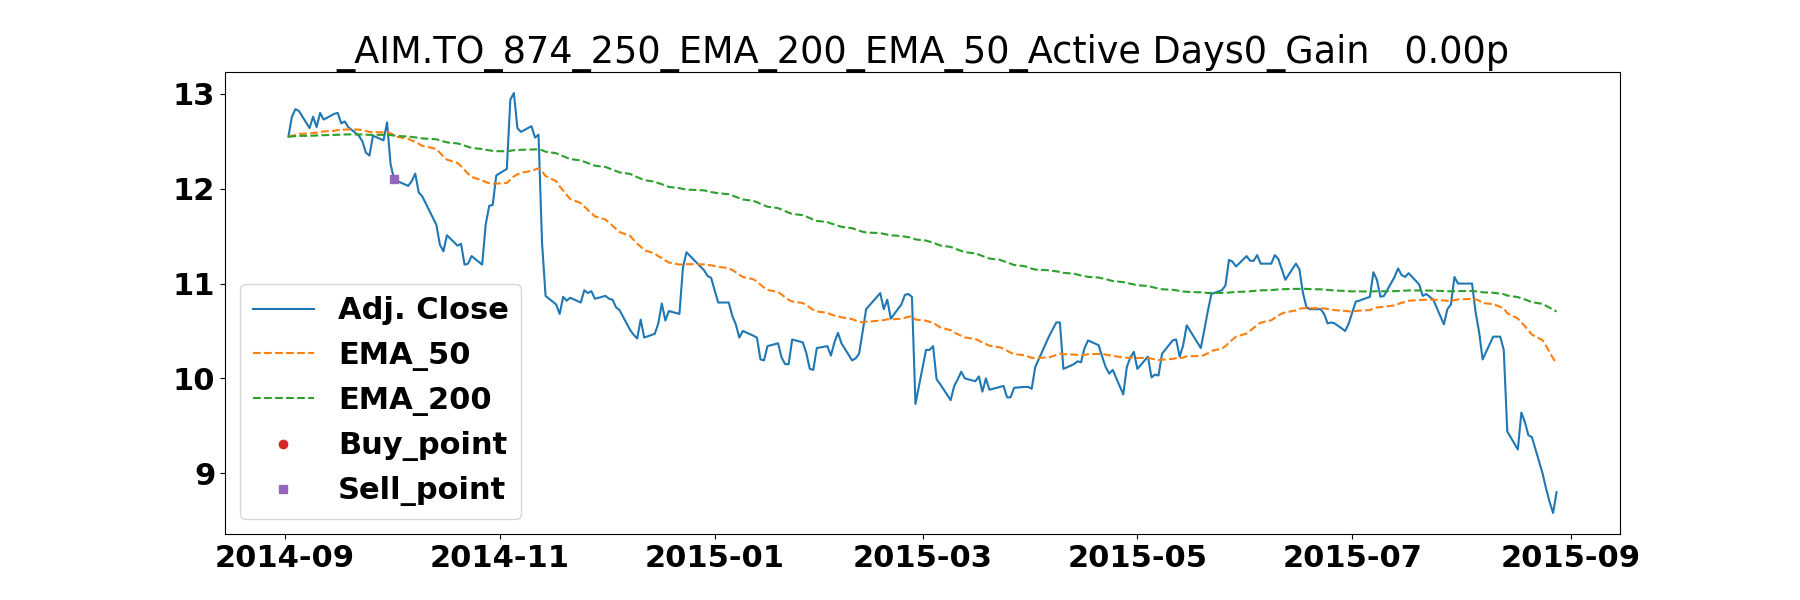 _AIM.TO_874_250_EMA_200_EMA_50_Active Days0_Gain   0.00p
13
12
11
10
9
Adj. Close
EMA_50
EMA_200
Buy_point
Sell_point
2014-09 2014-11 2015-01 2015-03 2015-05 2015-07 2015-09